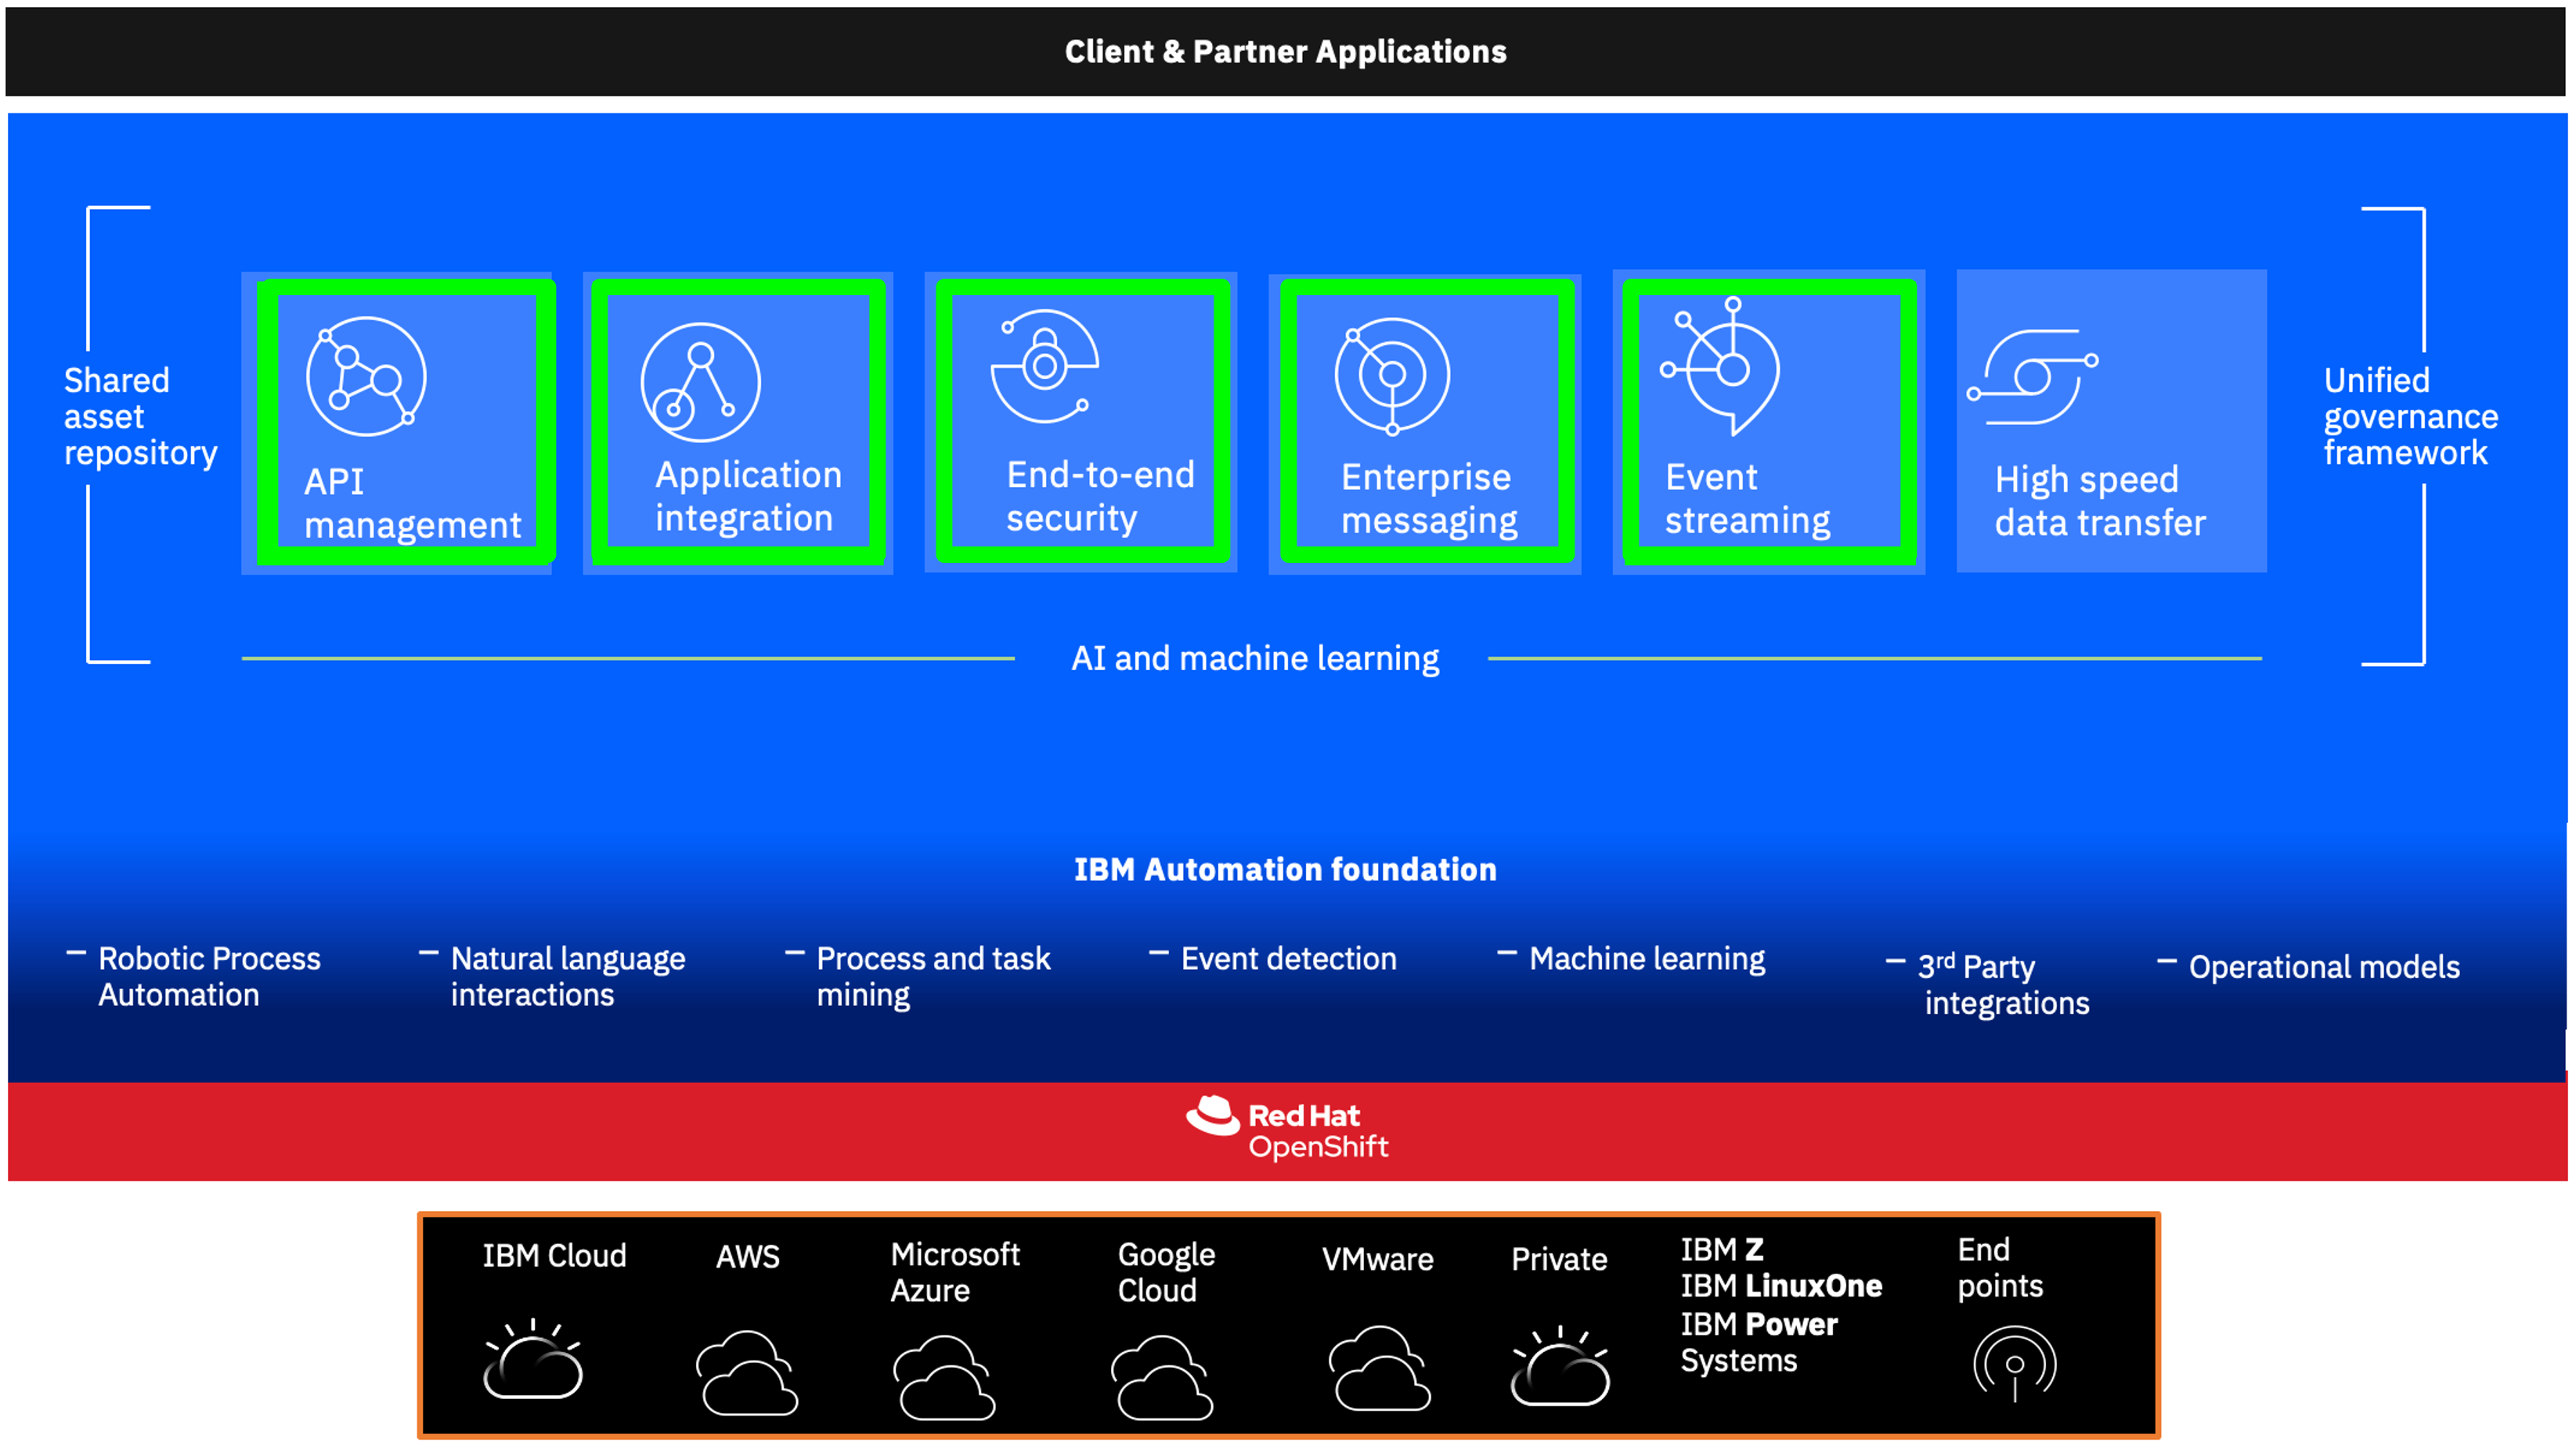 Client & Partner Applications
Shared
asset
repository
API
management
Application
integration
End-to-end
security
Enterprise
messaging
Event
streaming
High speed
data transfer
Unified
governance
framework
AI and machine learning
IBM Automation foundation
– Robotic Process
Automation
– Natural language
interactions
– Process and task
mining
– Event detection
– Machine learning
– 3rd Party
integrations
– Operational models
Red Hat
OpenShift
IBM Cloud
AWS
Microsoft
Azure
Google
Cloud
VMware
Private
IBM Z
IBM LinuxOne
IBM Power
Systems
End
points